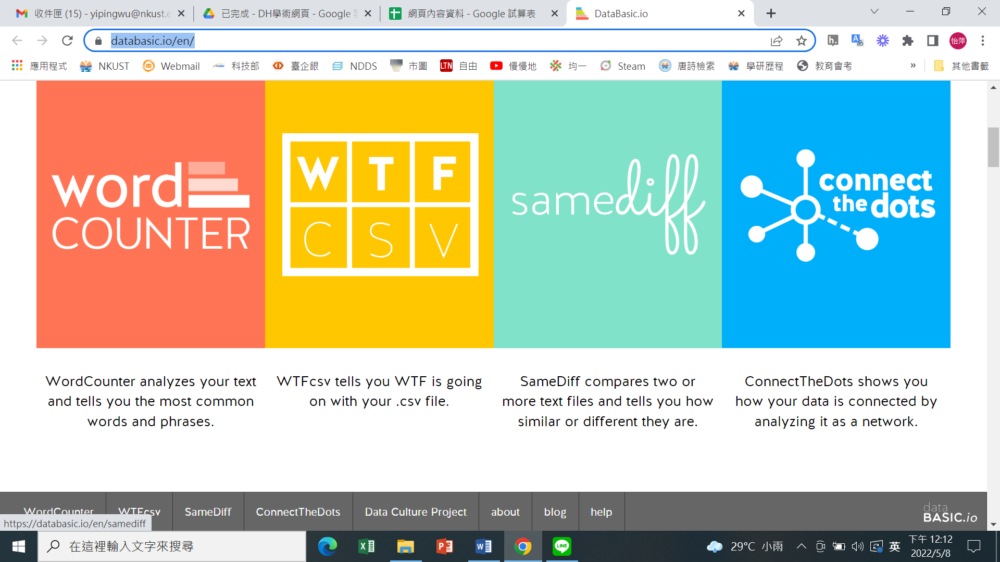 收件匣 (15) - yipingwu@nkust.e
已完成 - DH學術網頁 - Google
網頁內容資料 - Google 試算表
DataBasic.io
databasic.io/en/
怡萍
應用程式
NKUST
Webmail
科技部
臺企銀
NDDS
市圖
LTN 自由
慢慢地
均一
Steam
唐詩檢索
學研歷程
教育會考
»
其他書籤
word
COUNTER
W T F
C S V
samediff
connect
the dots
WordCounter analyzes your text
and tells you the most common
words and phrases.
WTFcsv tells you WTF is going
on with your .csv file.
SameDiff compares two or
more text files and tells you how
similar or different they are.
ConnectTheDots shows you
how your data is connected by
analyzing it as a network.
WordCounter
WTFcsv
SameDiff
ConnectTheDots
Data Culture Project
about
blog
help
data
BASIC.io
https://databasic.io/en/samediff
在這裡輸入文字來搜尋
LINE
29°C 小雨
英
下午 12:12
2022/5/8